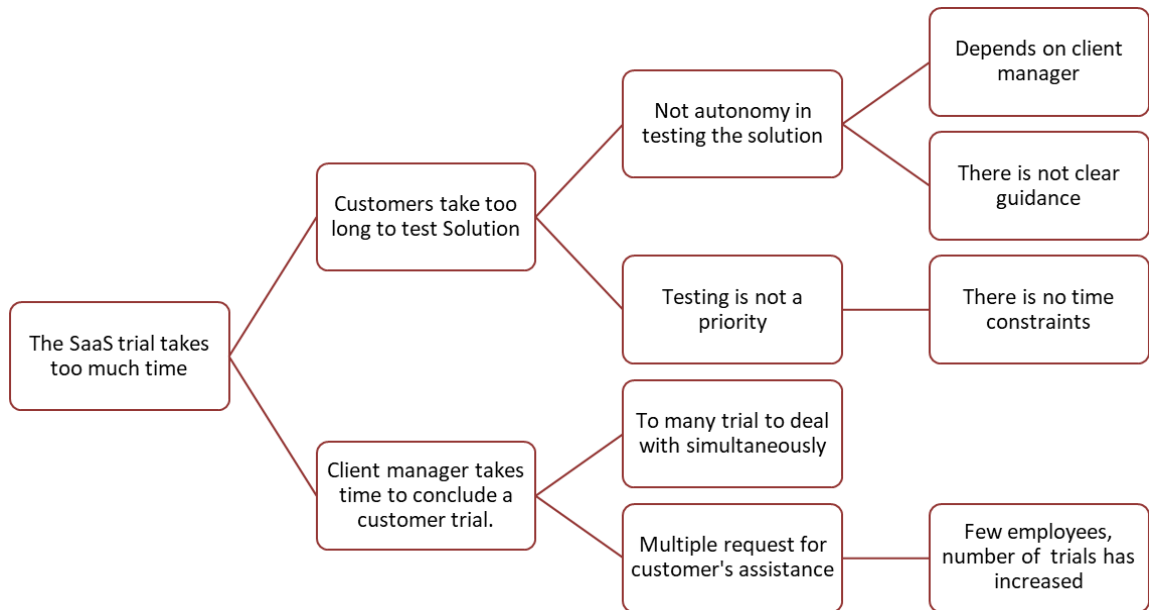 Depends on client
manager
Not autonomy in
testing the solution
There is not clear
guidance
Customers take too
long to test Solution
Testing is not a
priority
There is no time
constraints
The SaaS trial takes
too much time
To many trial to deal
with simultaneously
Client manager takes
time to conclude a
customer trial.
Multiple request for
customer's assistance
Few employees,
number of trials has
increased